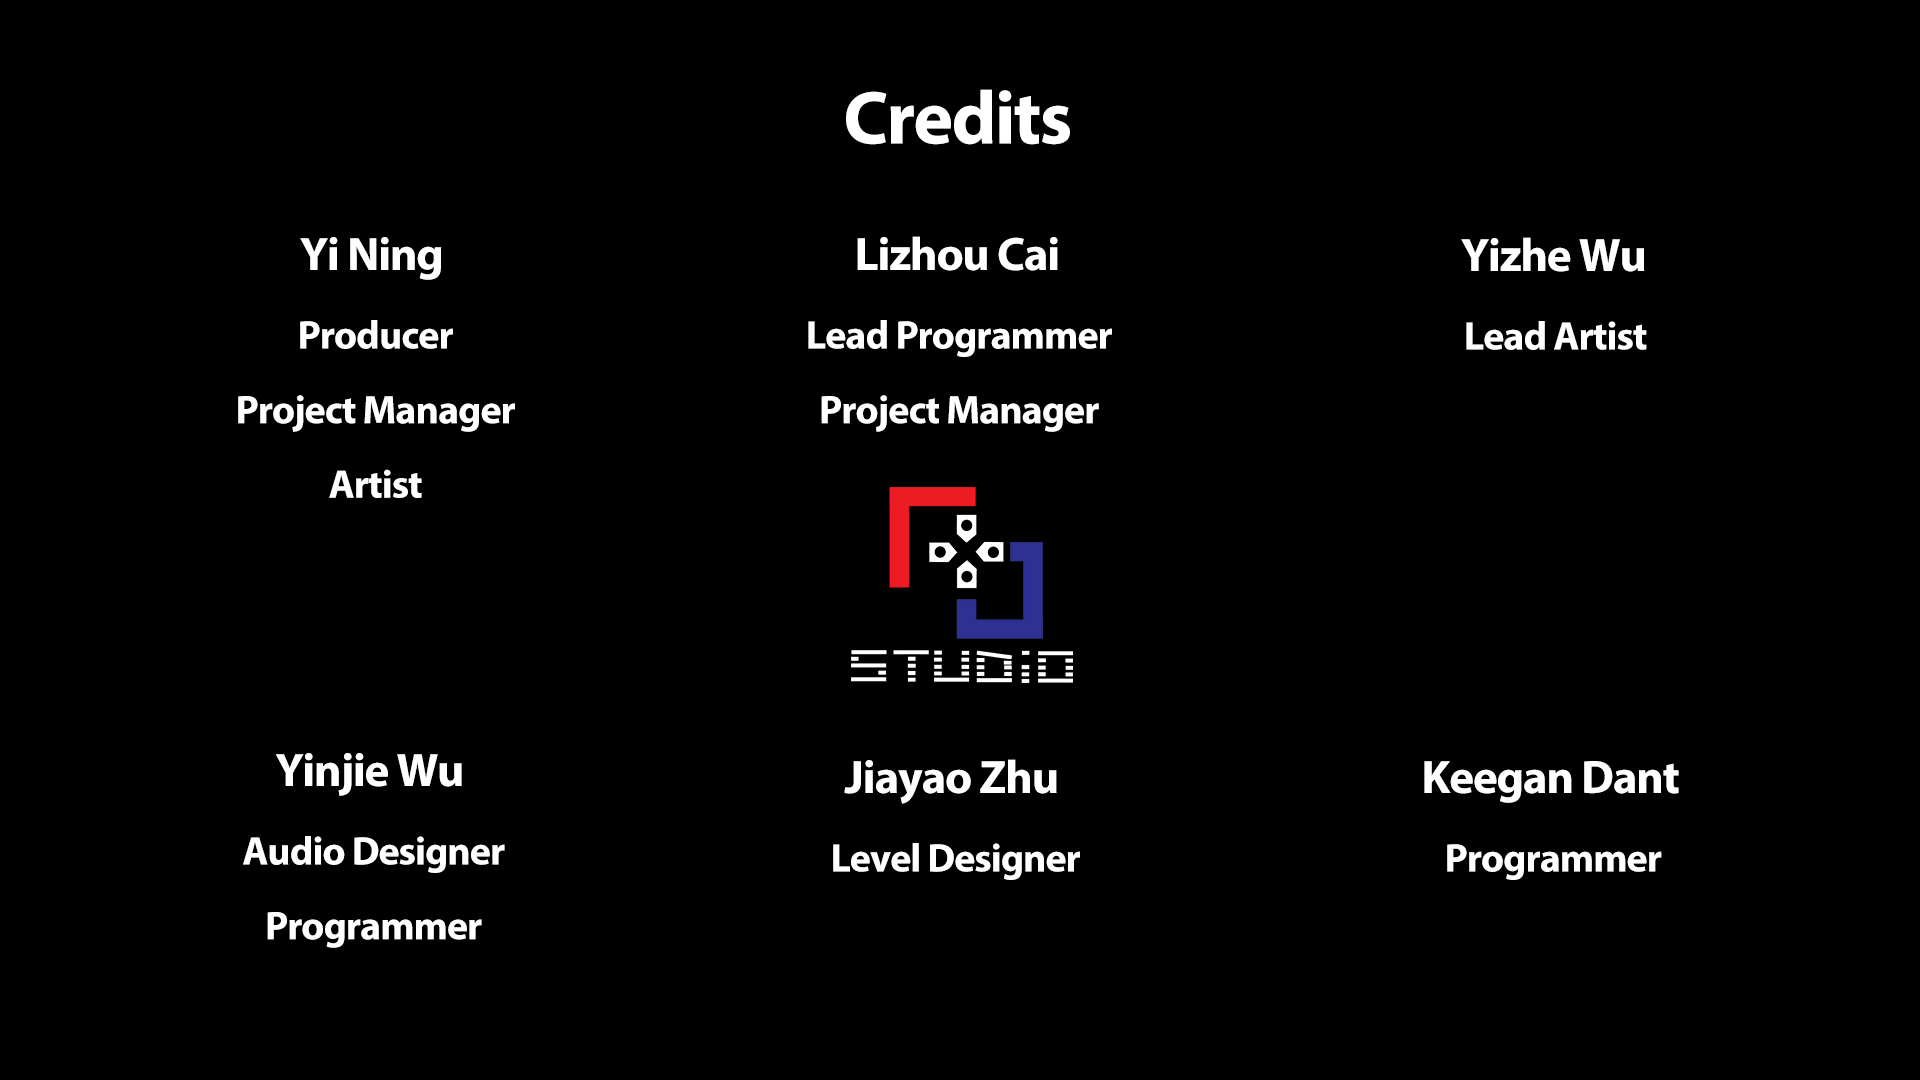 Credits
Yi Ning
Producer
Project Manager
Artist
Lizhou Cai
Lead Programmer
Project Manager
Yizhe Wu
Lead Artist
STUDiO
Yinjie Wu
Audio Designer
Programmer
Jiayao Zhu
Level Designer
Keegan Dant
Programmer